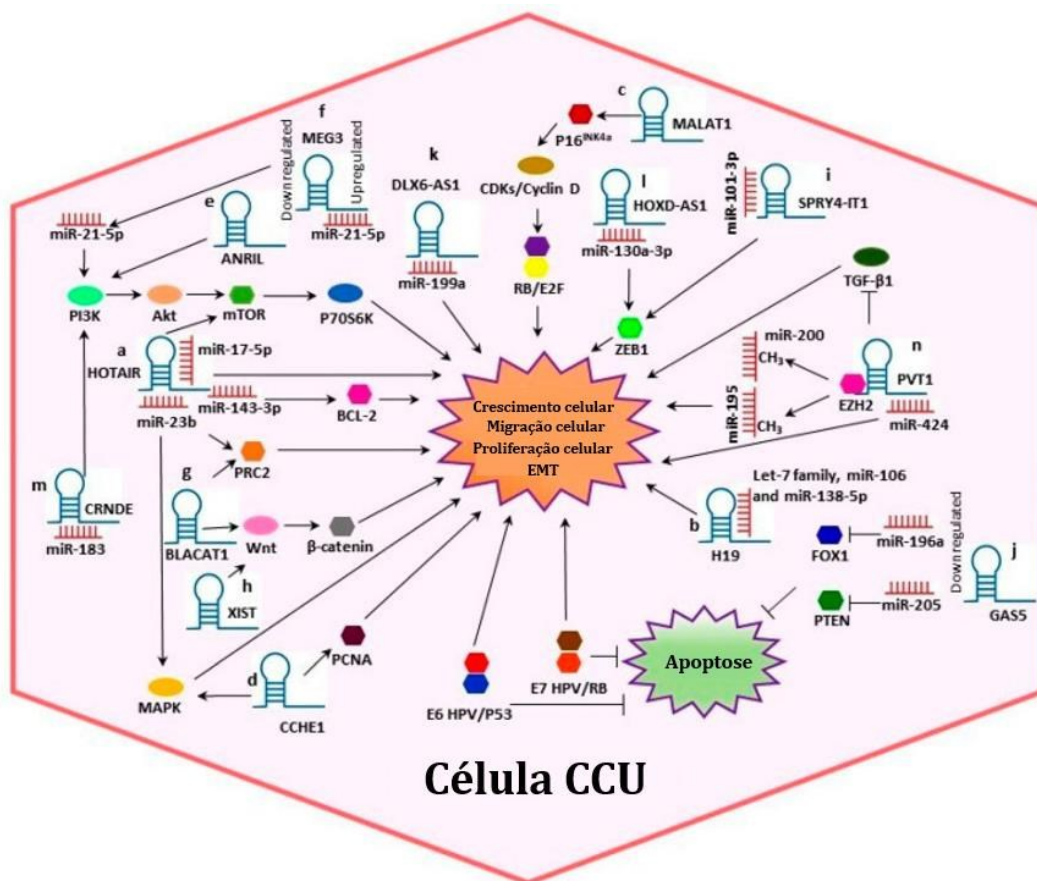 f
MEG3
Down regulated
Upregulated
miR-21-5p
miR-21-5p
e
ANRIL
k
DLX6-AS1
miR-199a
c
MALAT1
P16INK4a
CDKs/Cyclin D
RB/E2F
l
HOXD-AS1
miR-130a-3p
ZEB1
miR-101-3p
i
SPRY4-IT1
TGF-β1
PI3K
Akt
mTOR
P70S6K
a
HOTAIR
miR-17-5p
miR-143-3p
miR-23b
BCL-2
PRC2
miR-200
CH3
miR-195
CH3
n
PVT1
EZH2
miR-424
Crescimento celular
Migração celular
Proliferação celular
EMT
m
CRNDE
miR-183
g
BLACAT1
Wnt
β-catenin
h
XIST
Let-7 family, miR-106
and miR-138-5p
b
H19
FOX1
miR-196a
PTEN
miR-205
Down regulated
j
GAS5
PCNA
MAPK
d
CCHE1
E6 HPV/P53
E7 HPV/RB
Apoptose
Célula CCU